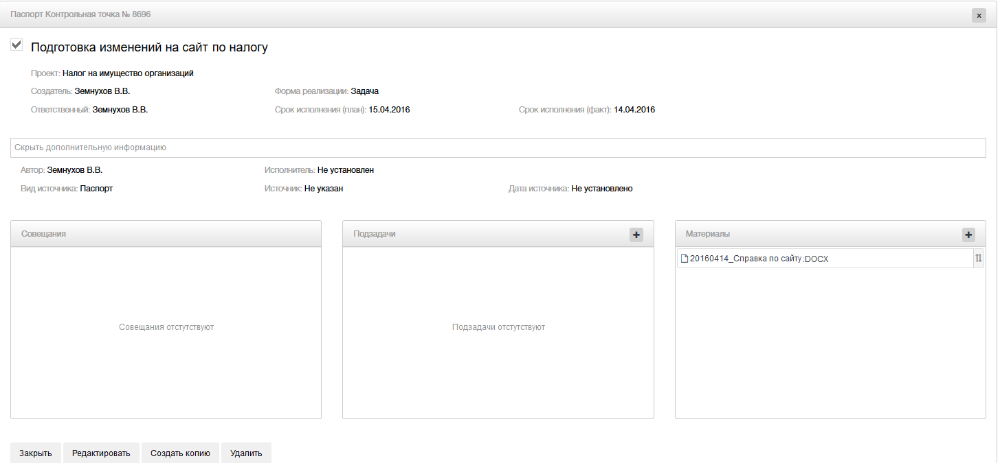 Паспорт Контрольная точка № 8696
x
Подготовка изменений на сайт по налогу
Проект: Налог на имущество организаций
Создатель: Земнухов В.В. Форма реализации: Задача
Ответственный: Земнухов В.В. Срок исполнения (план): 15.04.2016 Срок исполнения (факт): 14.04.2016
Скрыть дополнительную информацию
Автор: Земнухов В.В. Исполнитель: Не установлен
Вид источника: Паспорт Источник: Не указан Дата источника: Не установлено
Совещания
Совещания отстутствуют
Подзадачи +
Подзадачи отстутствуют
Материалы +
20160414_Справка по сайту:DOCX
Закрыть Редактировать Создать копию Удалить